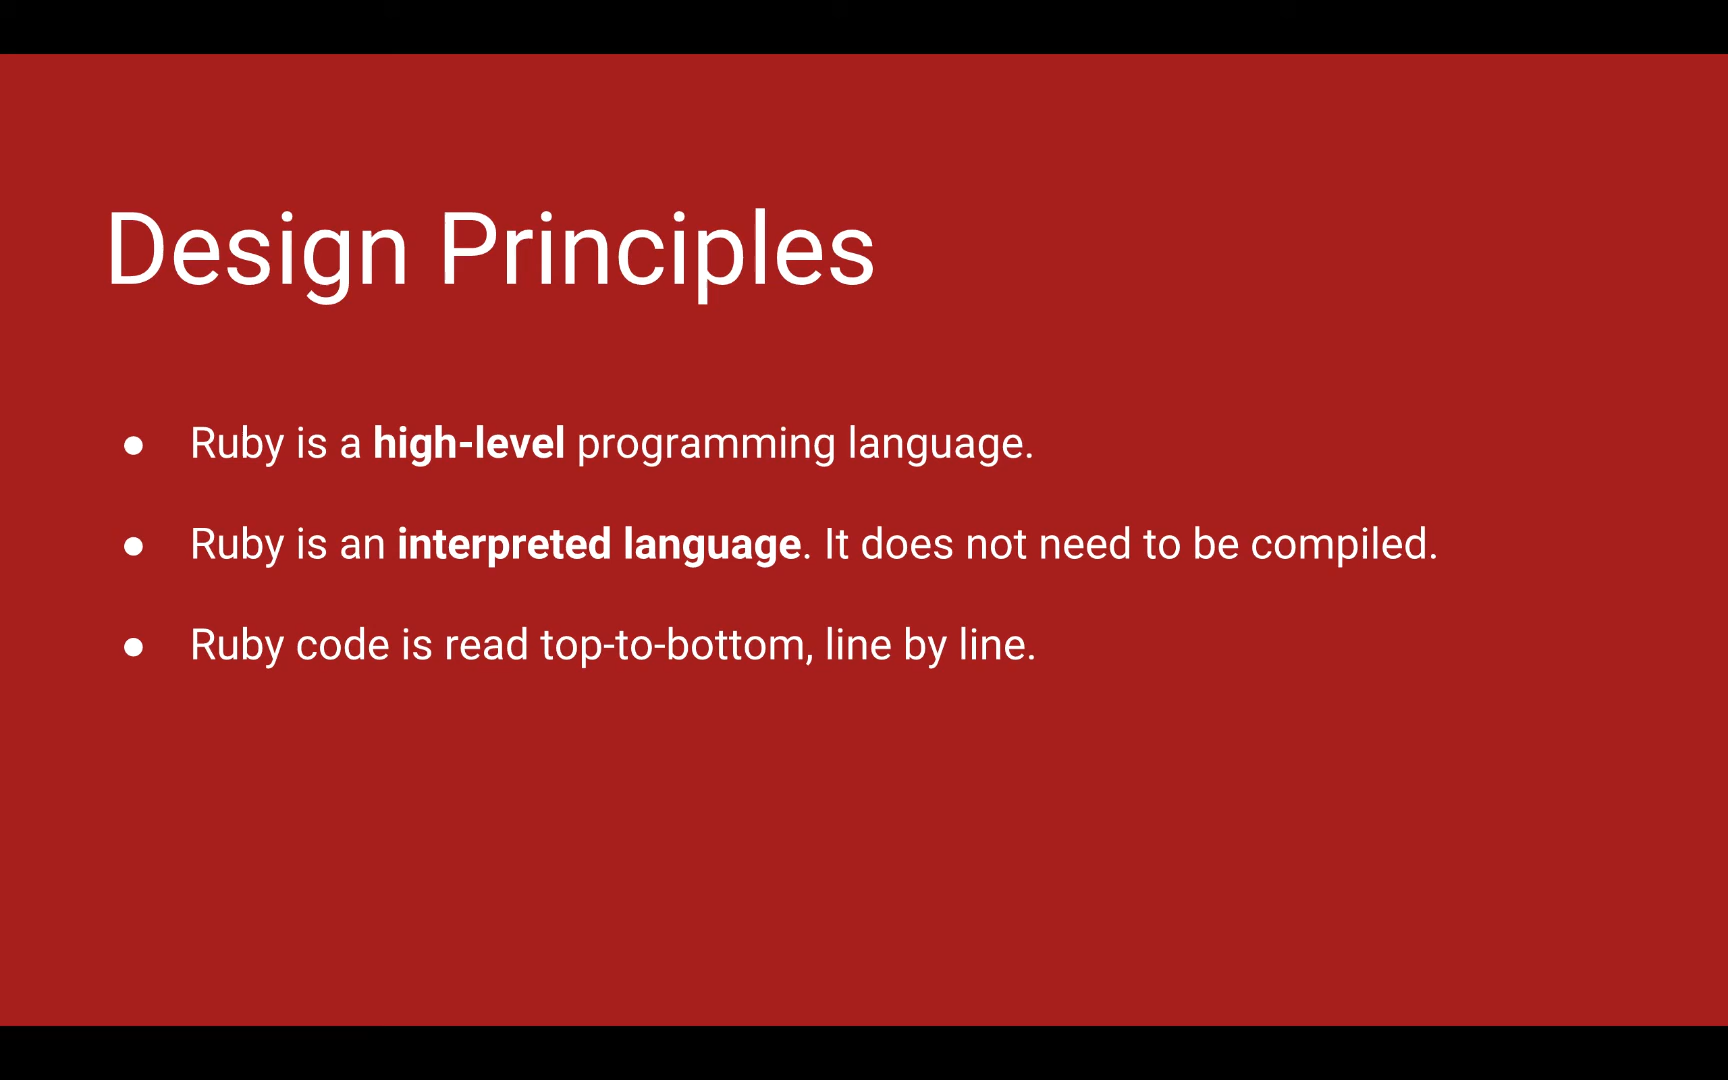 Design Principles
● Ruby is a high-level programming language.
● Ruby is an interpreted language. It does not need to be compiled.
● Ruby code is read top-to-bottom, line by line.